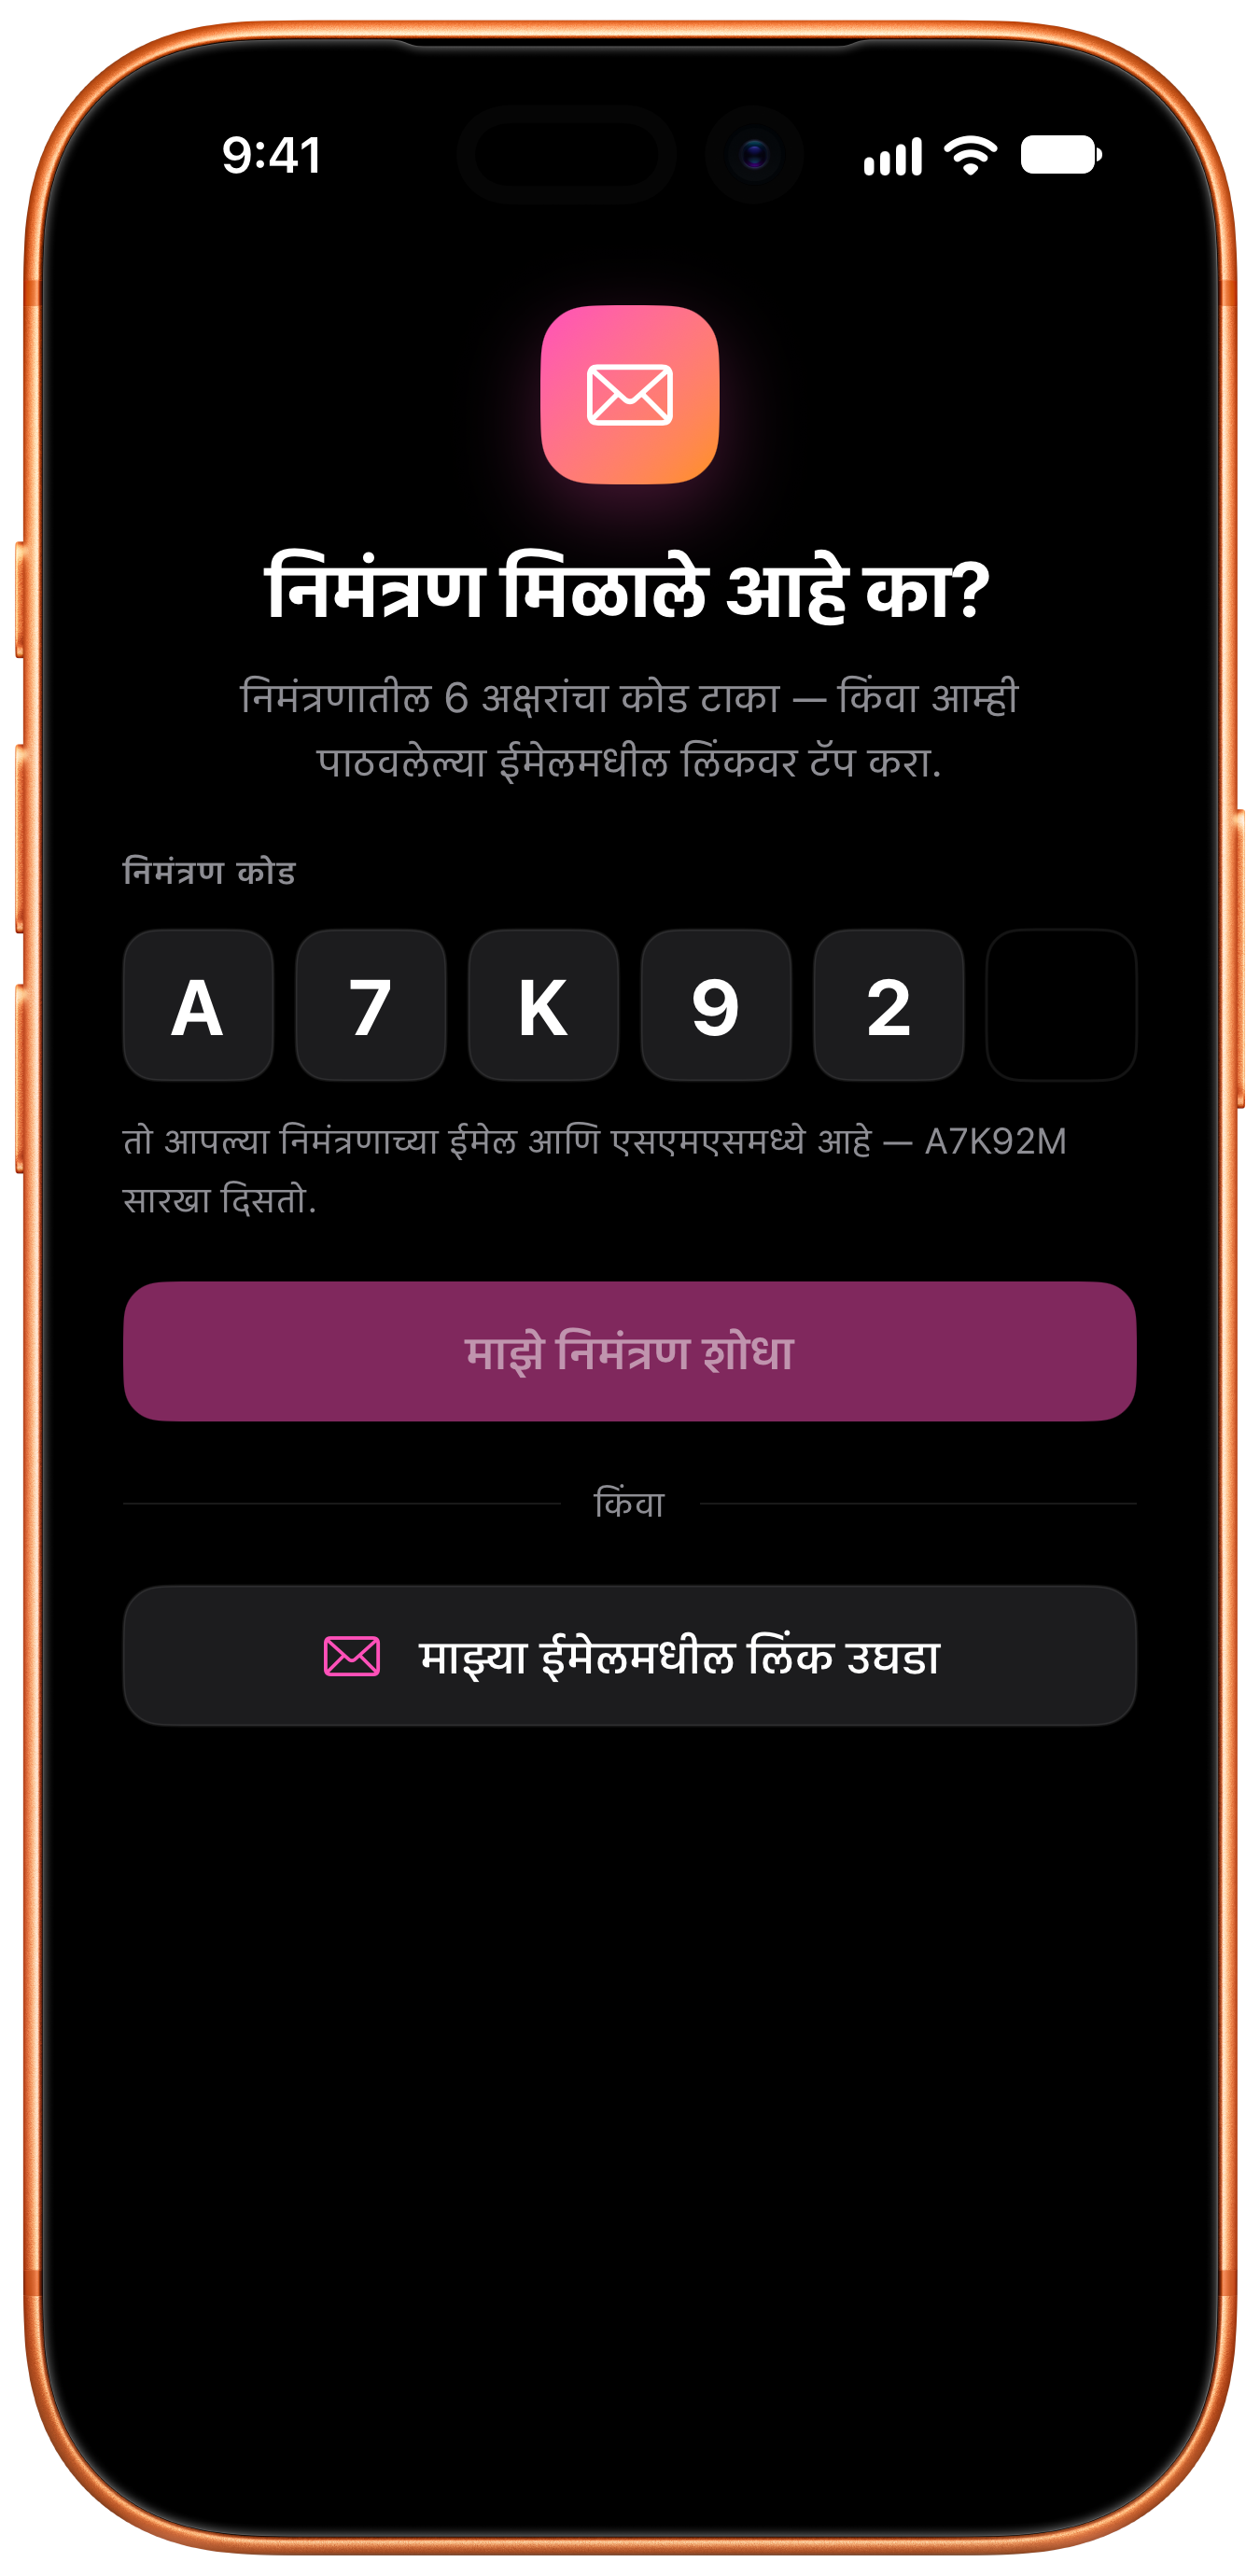 9:41
निमंत्रण मिळाले आहे का?
निमंत्रणातील 6 अक्षरांचा कोड टाका — किंवा आम्ही
पाठवलेल्या ईमेलमधील लिंकवर टॅप करा.
निमंत्रण कोड
A 7 K 9 2
तो आपल्या निमंत्रणाच्या ईमेल आणि एसएमएसमध्ये आहे — A7K92M
सारखा दिसतो.
माझे निमंत्रण शोधा
किंवा
माझ्या ईमेलमधील लिंक उघडा